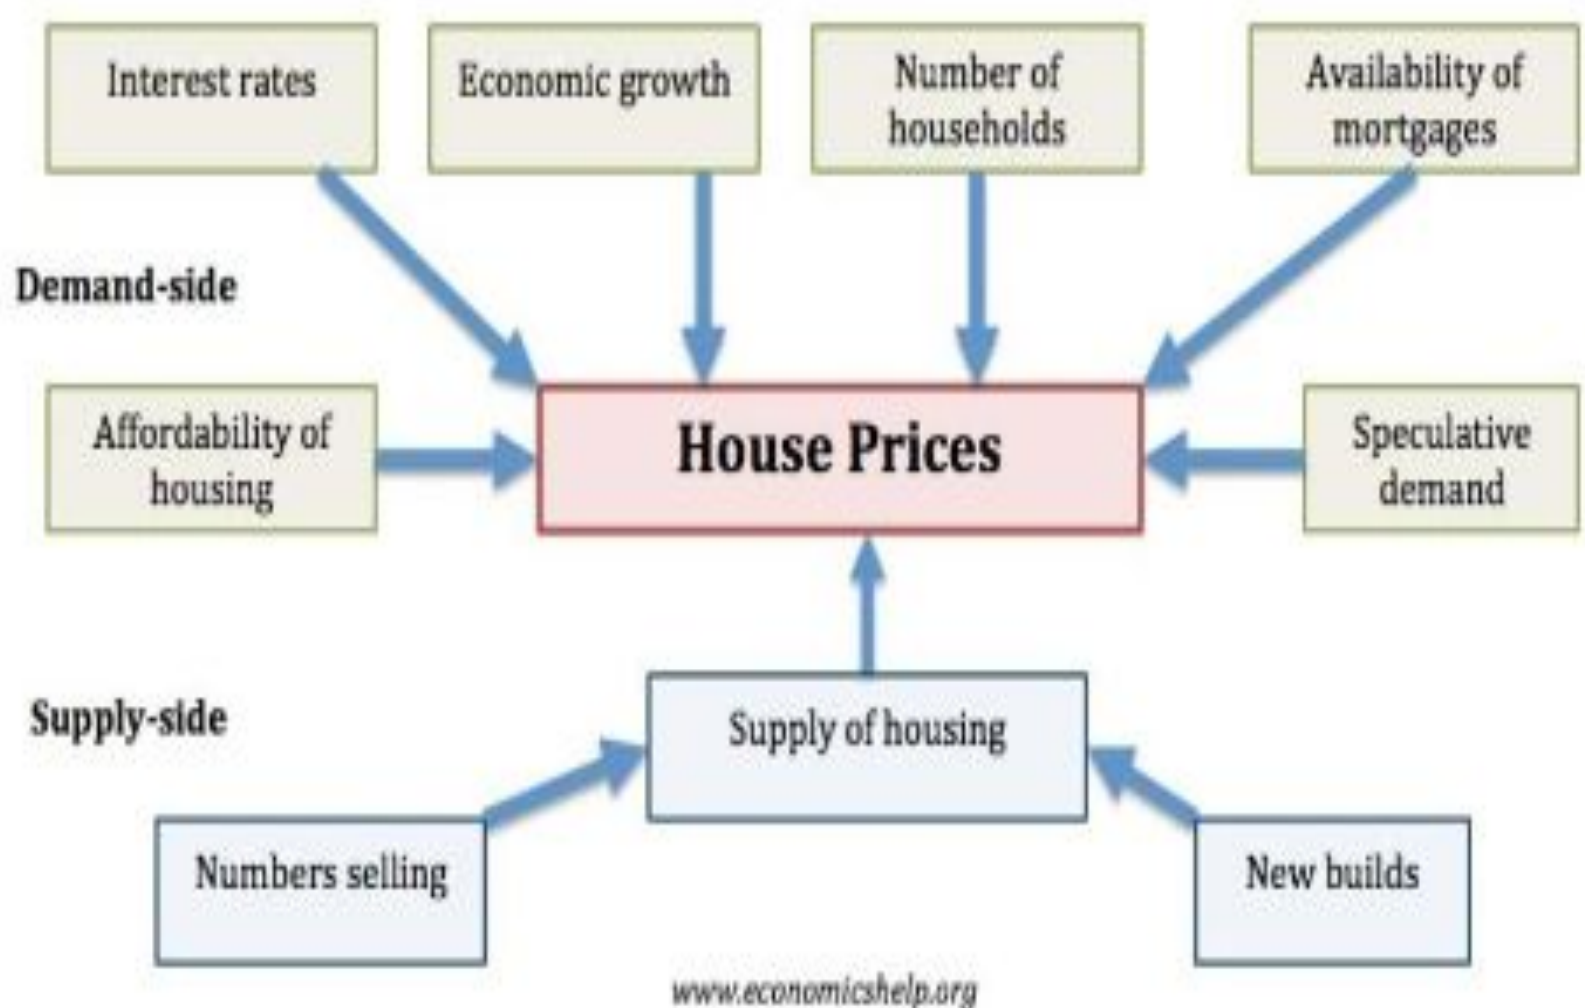 Interest rates
Economic growth
Number of
households
Availability of
mortgages
Demand-side
Affordability of
housing
House Prices
Speculative
demand
Supply-side
Supply of housing
Numbers selling
New builds
www.economicshelp.org